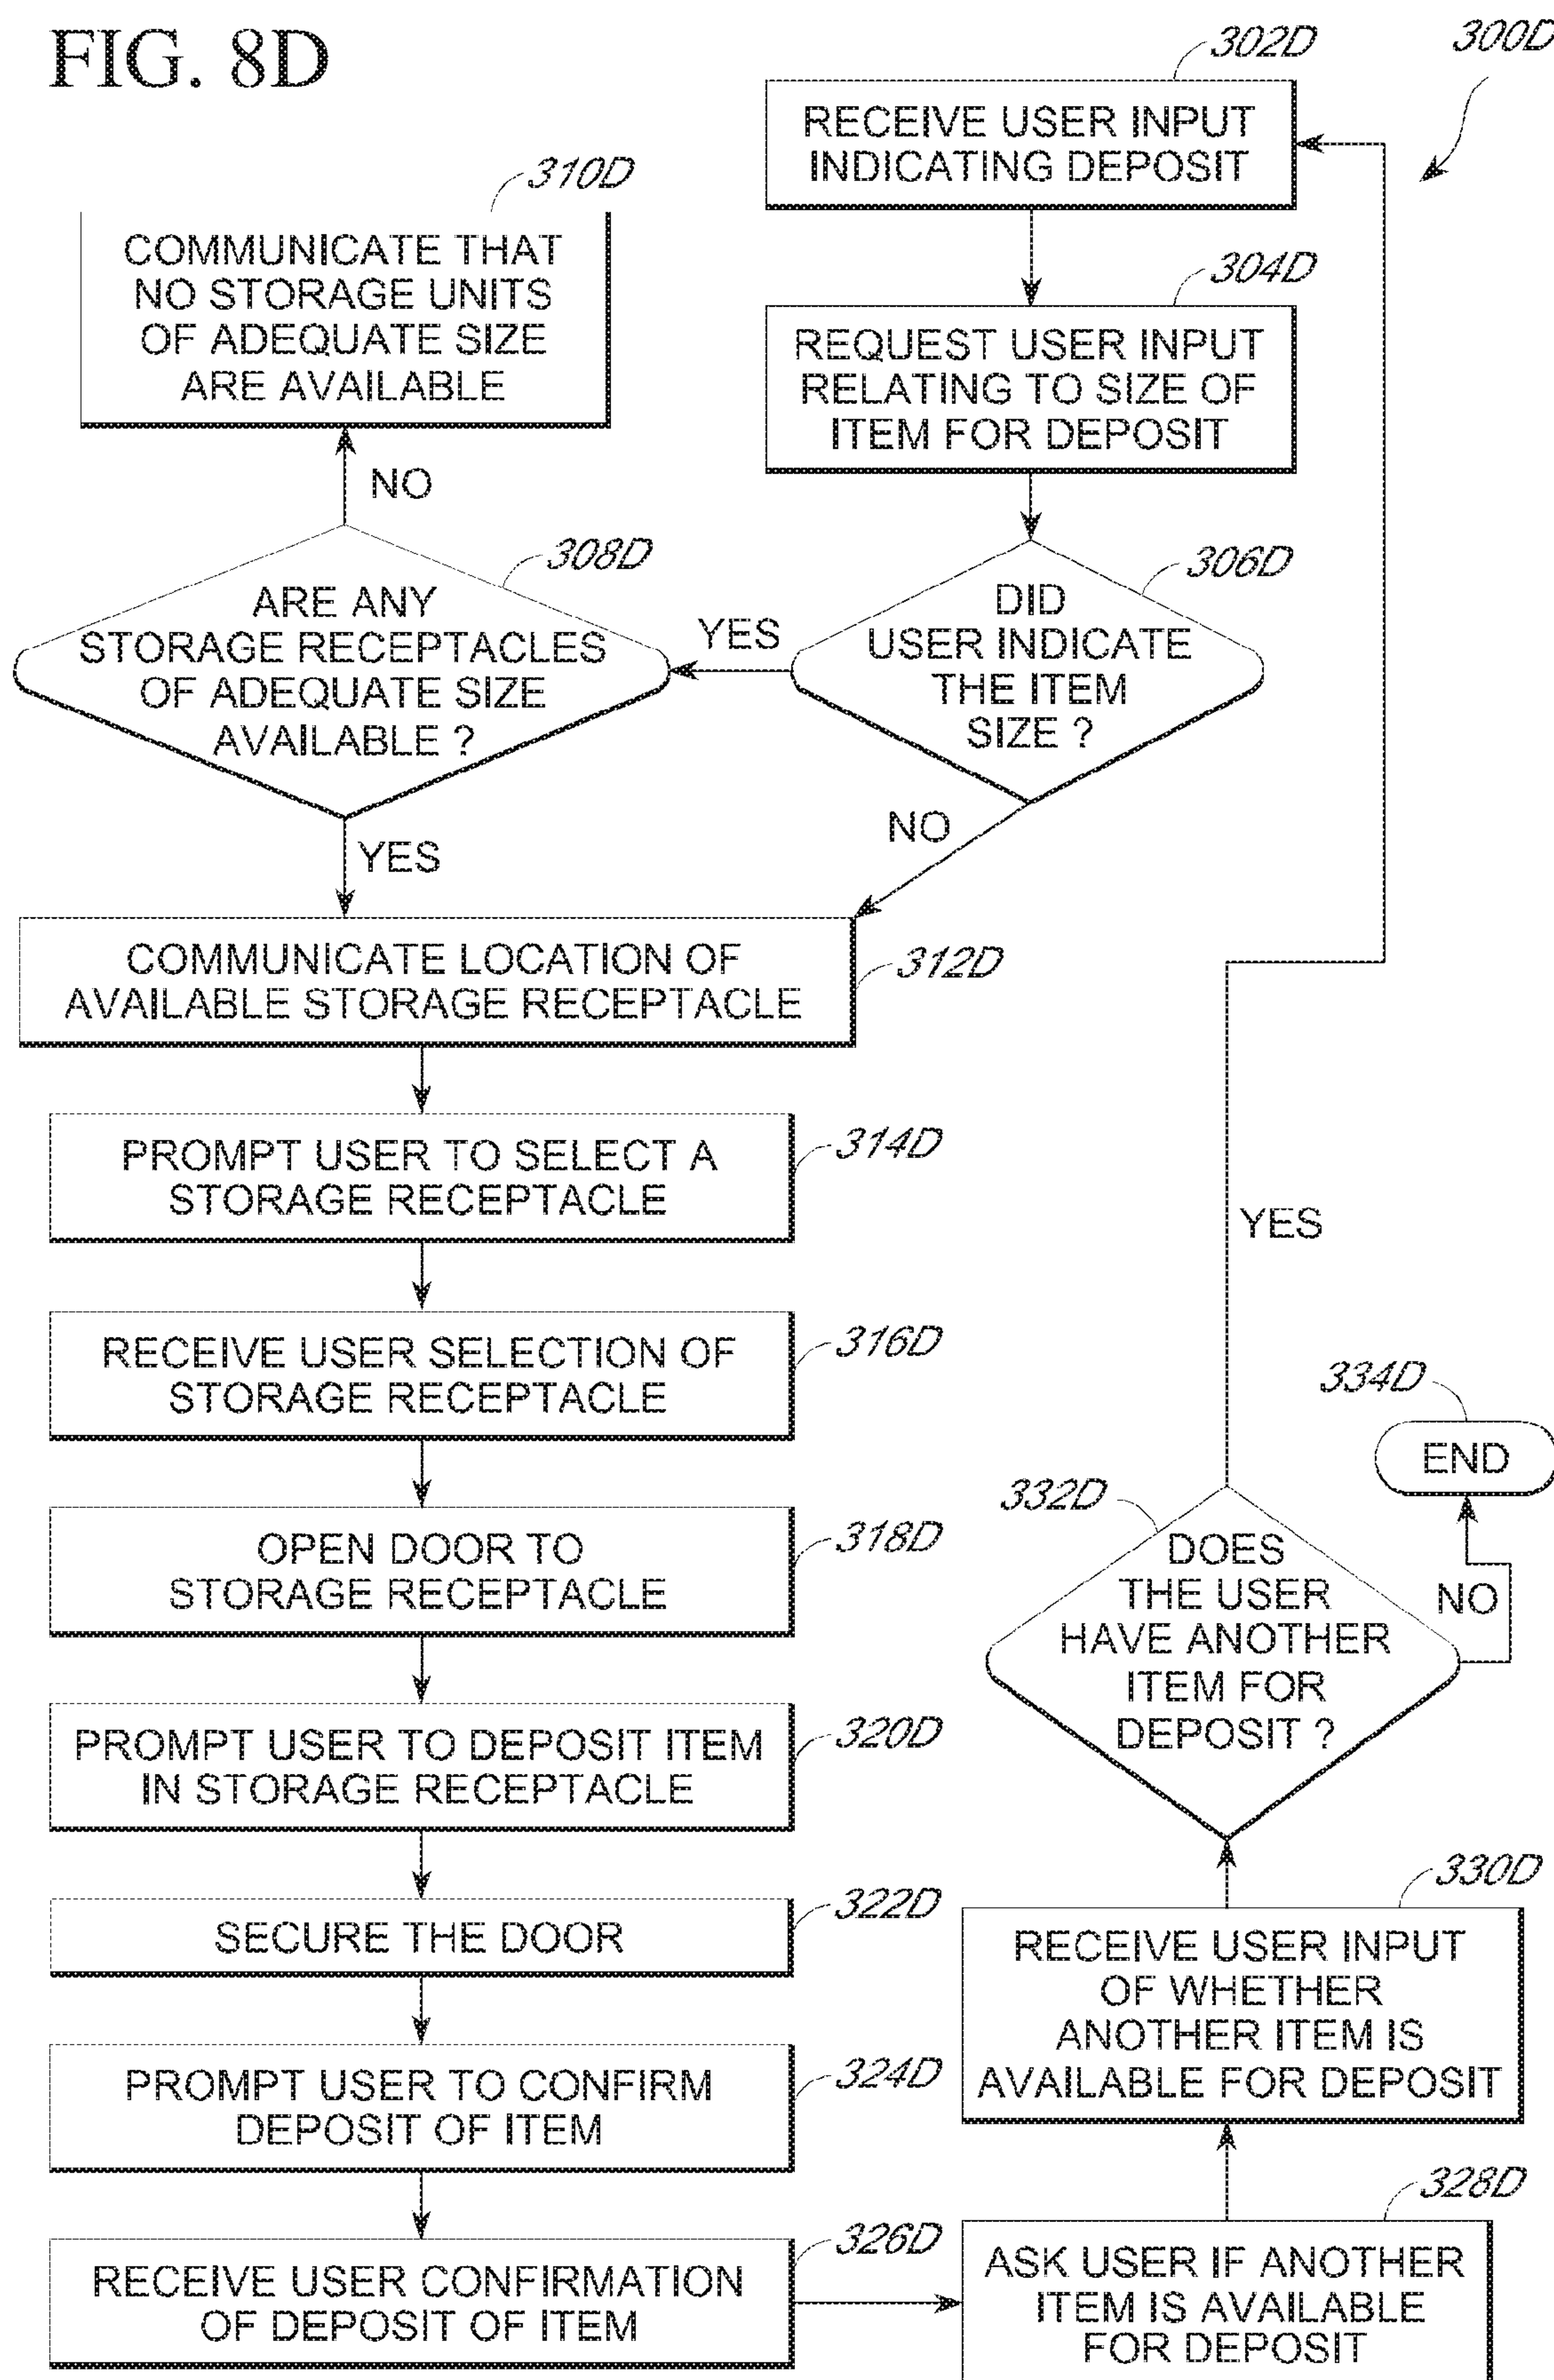 FIG. 8D
300D
302D
RECEIVE USER INPUT
INDICATING DEPOSIT
304D
REQUEST USER INPUT
RELATING TO SIZE OF
ITEM FOR DEPOSIT
306D
DID
USER INDICATE
THE ITEM
SIZE ?
YES
NO
308D
ARE ANY
STORAGE RECEPTACLES
OF ADEQUATE SIZE
AVAILABLE ?
NO
310D
COMMUNICATE THAT
NO STORAGE UNITS
OF ADEQUATE SIZE
ARE AVAILABLE
YES
COMMUNICATE LOCATION OF
AVAILABLE STORAGE RECEPTACLE
312D
PROMPT USER TO SELECT A
STORAGE RECEPTACLE
314D
RECEIVE USER SELECTION OF
STORAGE RECEPTACLE
316D
OPEN DOOR TO
STORAGE RECEPTACLE
318D
PROMPT USER TO DEPOSIT ITEM
IN STORAGE RECEPTACLE
320D
SECURE THE DOOR
322D
PROMPT USER TO CONFIRM
DEPOSIT OF ITEM
324D
RECEIVE USER CONFIRMATION
OF DEPOSIT OF ITEM
326D
328D
ASK USER IF ANOTHER
ITEM IS AVAILABLE
FOR DEPOSIT
330D
RECEIVE USER INPUT
OF WHETHER
ANOTHER ITEM IS
AVAILABLE FOR DEPOSIT
332D
DOES
THE USER
HAVE ANOTHER
ITEM FOR
DEPOSIT ?
YES
NO
334D
END